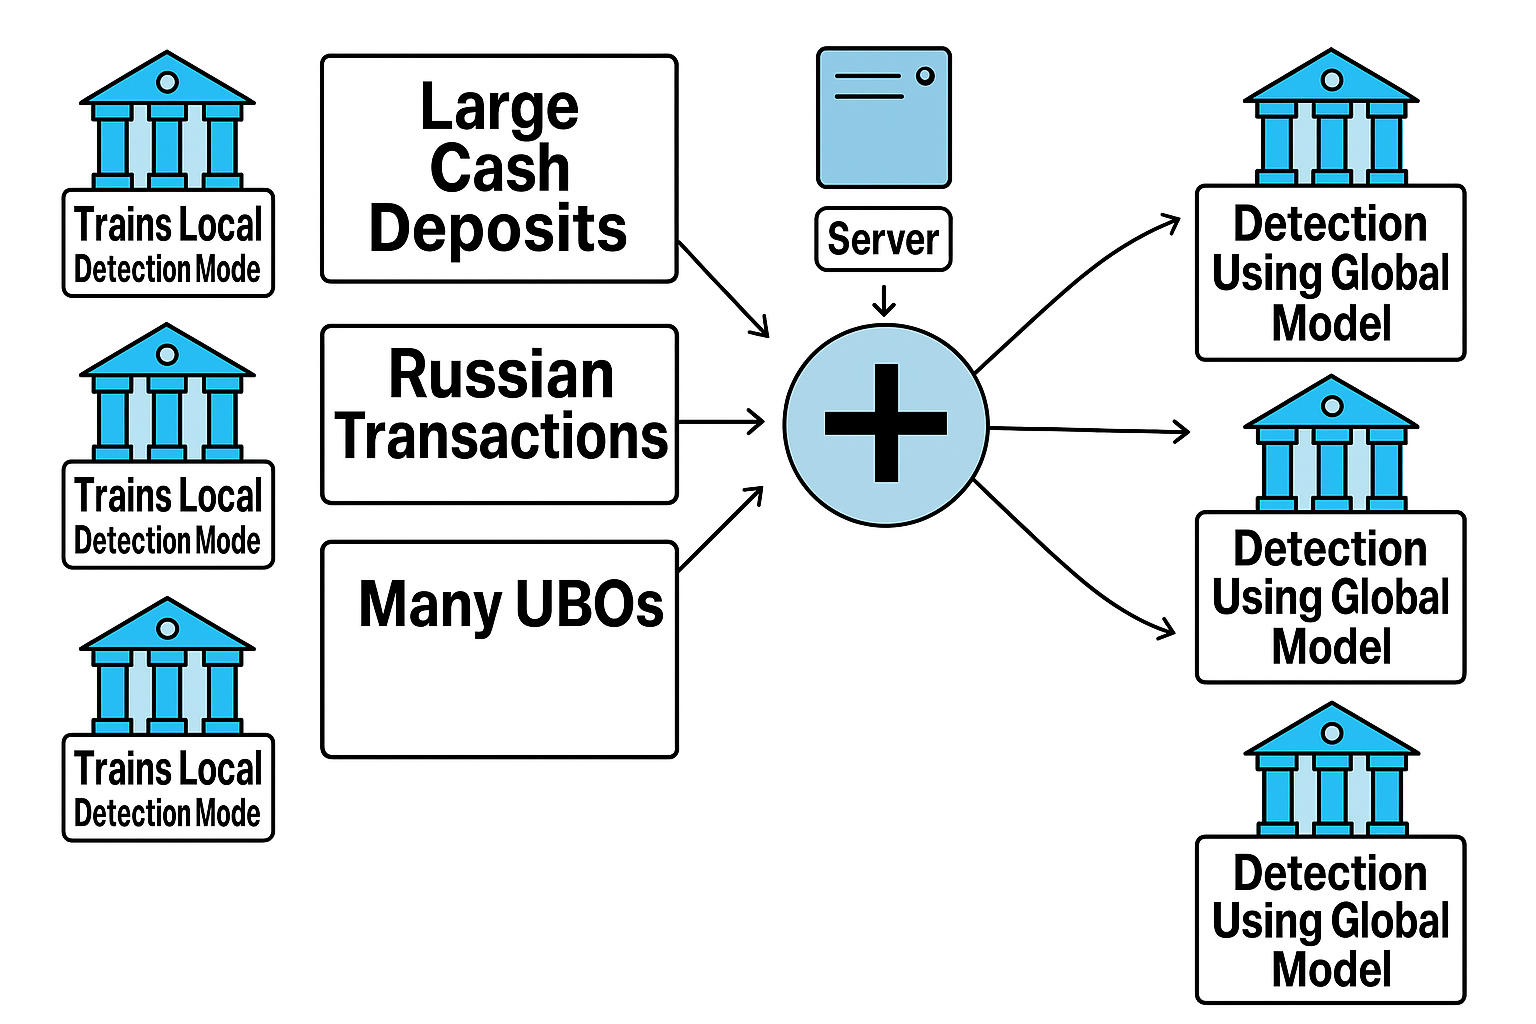 Trains Local
Detection Mode
Large
Cash
Deposits
Server
Detection
Using Global
Model
Trains Local
Detection Mode
Russian
Transactions
Detection
Using Global
Model
Trains Local
Detection Mode
Many UBOs
Detection
Using Global
Model